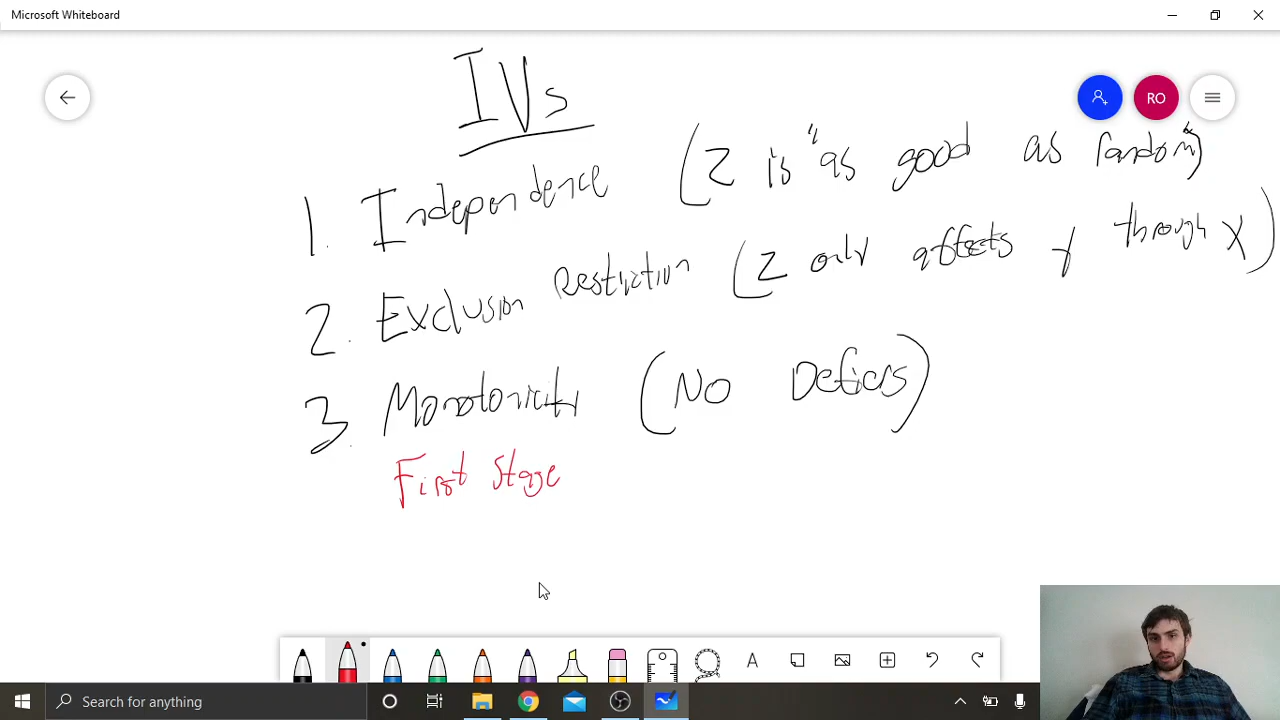 Microsoft Whiteboard
IVs
RO
1. Independence (Z is "as good as random")
2. Exclusion Restriction (Z only affects Y through X)
3. Monotonicity (No Defiers)
First Stage
A
Search for anything